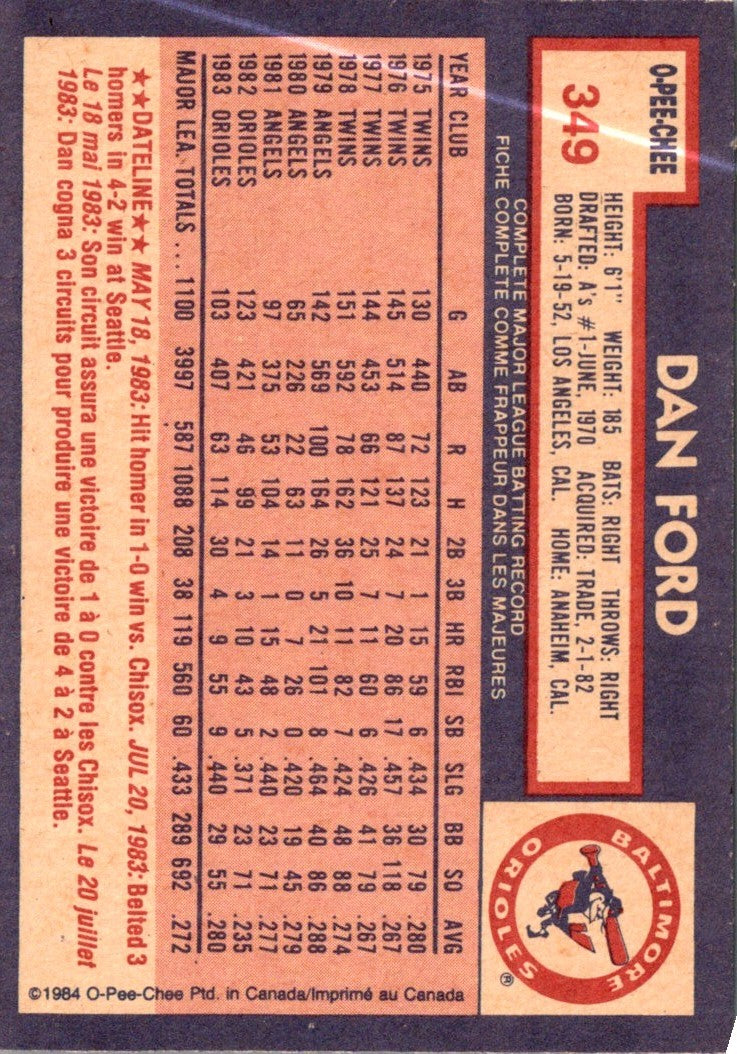 O-PEE-CHEE
349
DAN FORD
HEIGHT: 6'1" WEIGHT: 185 BATS: RIGHT THROWS: RIGHT
DRAFTED: A's #1-JUNE, 1970 ACQUIRED: TRADE, 2-1-82
BORN: 5-19-52, LOS ANGELES, CAL. HOME: ANAHEIM, CAL.
BALTIMORE
ORIOLES ®
COMPLETE MAJOR LEAGUE BATTING RECORD
FICHE COMPLETE COMME FRAPPEUR DANS LES MAJEURES
YEAR CLUB G AB R H 2B 3B HR RBI SB SLG BB SO AVG
1975 TWINS 130 440 72 123 21 1 15 59 6 .434 30 79 .280
1976 TWINS 145 514 87 137 24 7 20 86 17 .457 36 118 .267
1977 TWINS 144 453 66 121 25 7 11 60 6 .426 41 79 .267
1978 TWINS 151 592 78 162 36 10 11 82 7 .424 48 88 .274
1979 ANGELS 142 569 100 164 26 5 21 101 8 .464 40 86 .288
1980 ANGELS 65 226 22 63 11 0 7 26 0 .420 19 45 .279
1981 ANGELS 97 375 53 104 14 1 15 48 2 .440 23 71 .277
1982 ORIOLES 123 421 46 99 21 3 10 43 5 .371 23 71 .235
1983 ORIOLES 103 407 63 114 30 4 9 55 9 .440 29 55 .280
MAJOR LEA. TOTALS ... 1100 3997 587 1088 208 38 119 560 60 .433 289 692 .272
★★DATELINE★★ MAY 18, 1983: Hit homer in 1-0 win vs. Chisox. JUL 20, 1983: Belted 3
homers in 4-2 win at Seattle.
Le 18 mai 1983: Son circuit assura une victoire de 1 à 0 contre les Chisox. Le 20 juillet
1983: Dan cogna 3 circuits pour produire une victoire de 4 à 2 à Seattle.
©1984 O-Pee-Chee Ptd. in Canada/Imprimé au Canada